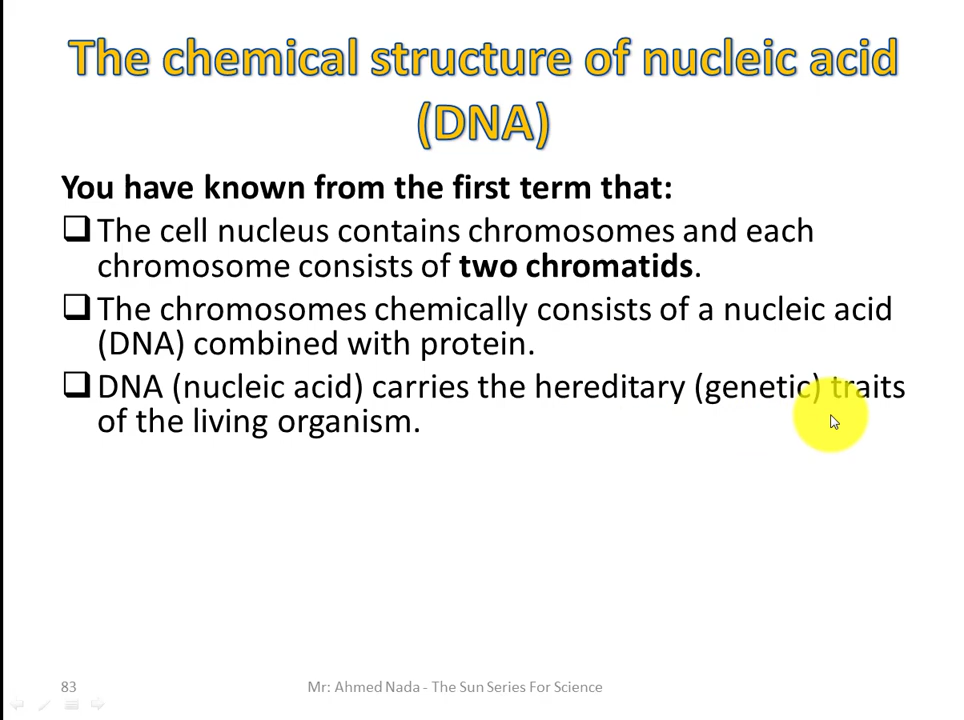 The chemical structure of nucleic acid
(DNA)
You have known from the first term that:
The cell nucleus contains chromosomes and each
chromosome consists of two chromatids.
The chromosomes chemically consists of a nucleic acid
(DNA) combined with protein.
DNA (nucleic acid) carries the hereditary (genetic) traits
of the living organism.
83
Mr: Ahmed Nada - The Sun Series For Science